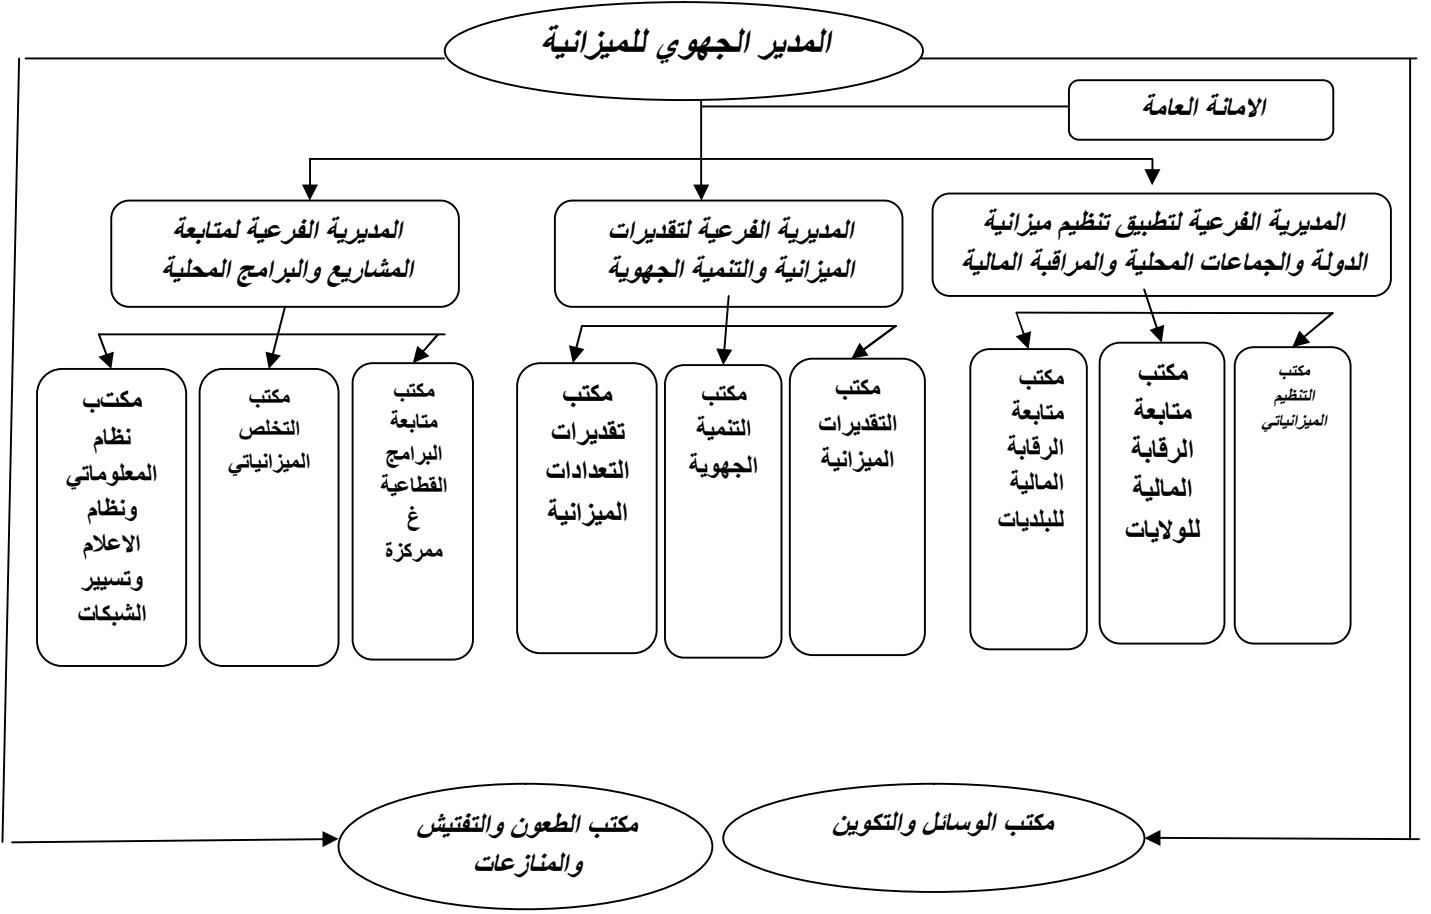 المدير الجهوي للميزانية
الامانة العامة
المديرية الفرعية لتطبيق تنظيم ميزانية
الدولة والجماعات المحلية والمراقبة المالية
المديرية الفرعية لتقديرات
الميزانية والتنمية الجهوية
المديرية الفرعية لمتابعة
المشاريع والبرامج المحلية
مكتب
التنظيم
الميزانياتي
مكتب
متابعة
الرقابة
المالية
للولايات
مكتب
متابعة
الرقابة
المالية
للبلديات
مكتب
التقديرات
الميزانية
مكتب
التنمية
الجهوية
مكتب
تقديرات
التعدادات
الميزانية
مكتب
متابعة
البرامج
القطاعية
غ
ممركزة
مكتب
التخلص
الميزانياتي
مكتب
نظام
المعلوماتي
ونظام
الاعلام
وتسيير
الشبكات
مكتب الوسائل والتكوين
مكتب الطعون والتفتيش
والمنازعات